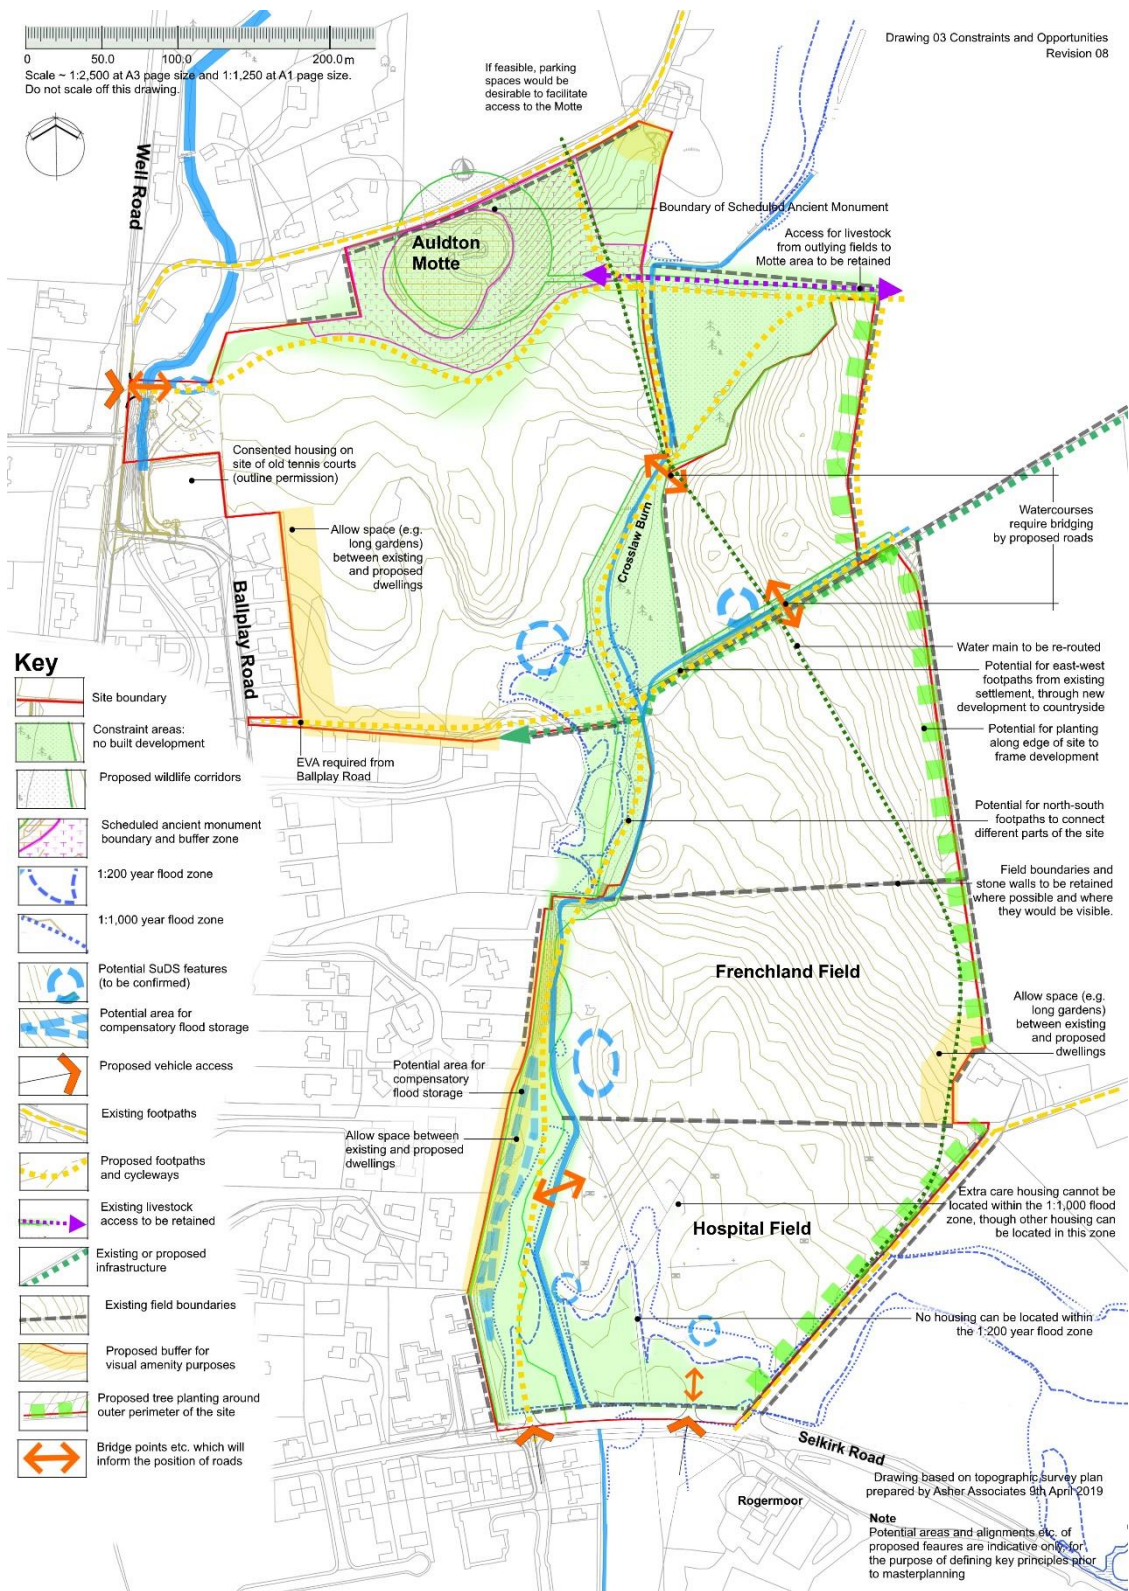 Drawing 03 Constraints and Opportunities
Revision 08
0 50.0 100.0 200.0 m
Scale ~ 1:2,500 at A3 page size and 1:1,250 at A1 page size.
Do not scale off this drawing.
If feasible, parking
spaces would be
desirable to facilitate
access to the Motte
Well Road
Boundary of Scheduled Ancient Monument
Auldton
Motte
Access for livestock
from outlying fields to
Motte area to be retained
Consented housing on
site of old tennis courts
(outline permission)
Allow space (e.g.
long gardens)
between existing
and proposed
dwellings
Crosslaw Burn
Watercourses
require bridging
by proposed roads
Ballplay Road
Water main to be re-routed
Potential for east-west
footpaths from existing
settlement, through new
development to countryside
Potential for planting
along edge of site to
frame development
EVA required from
Ballplay Road
Potential for north-south
footpaths to connect
different parts of the site
Field boundaries and
stone walls to be retained
where possible and where
they would be visible.
Frenchland Field
Allow space (e.g.
long gardens)
between existing
and proposed
dwellings
Potential area for
compensatory
flood storage
Allow space between
existing and proposed
dwellings
Extra care housing cannot be
located within the 1:1,000 flood
zone, though other housing can
be located in this zone
Hospital Field
No housing can be located within
the 1:200 year flood zone
Selkirk Road
Rogermoor
Key
Site boundary
Constraint areas:
no built development
Proposed wildlife corridors
Scheduled ancient monument
boundary and buffer zone
1:200 year flood zone
1:1,000 year flood zone
Potential SuDS features
(to be confirmed)
Potential area for
compensatory flood storage
Proposed vehicle access
Existing footpaths
Proposed footpaths
and cycleways
Existing livestock
access to be retained
Existing or proposed
infrastructure
Existing field boundaries
Proposed buffer for
visual amenity purposes
Proposed tree planting around
outer perimeter of the site
Bridge points etc. which will
inform the position of roads
Drawing based on topographic survey plan
prepared by Asher Associates 9th April 2019
Note
Potential areas and alignments etc. of
proposed feaures are indicative only, for
the purpose of defining key principles prior
to masterplanning